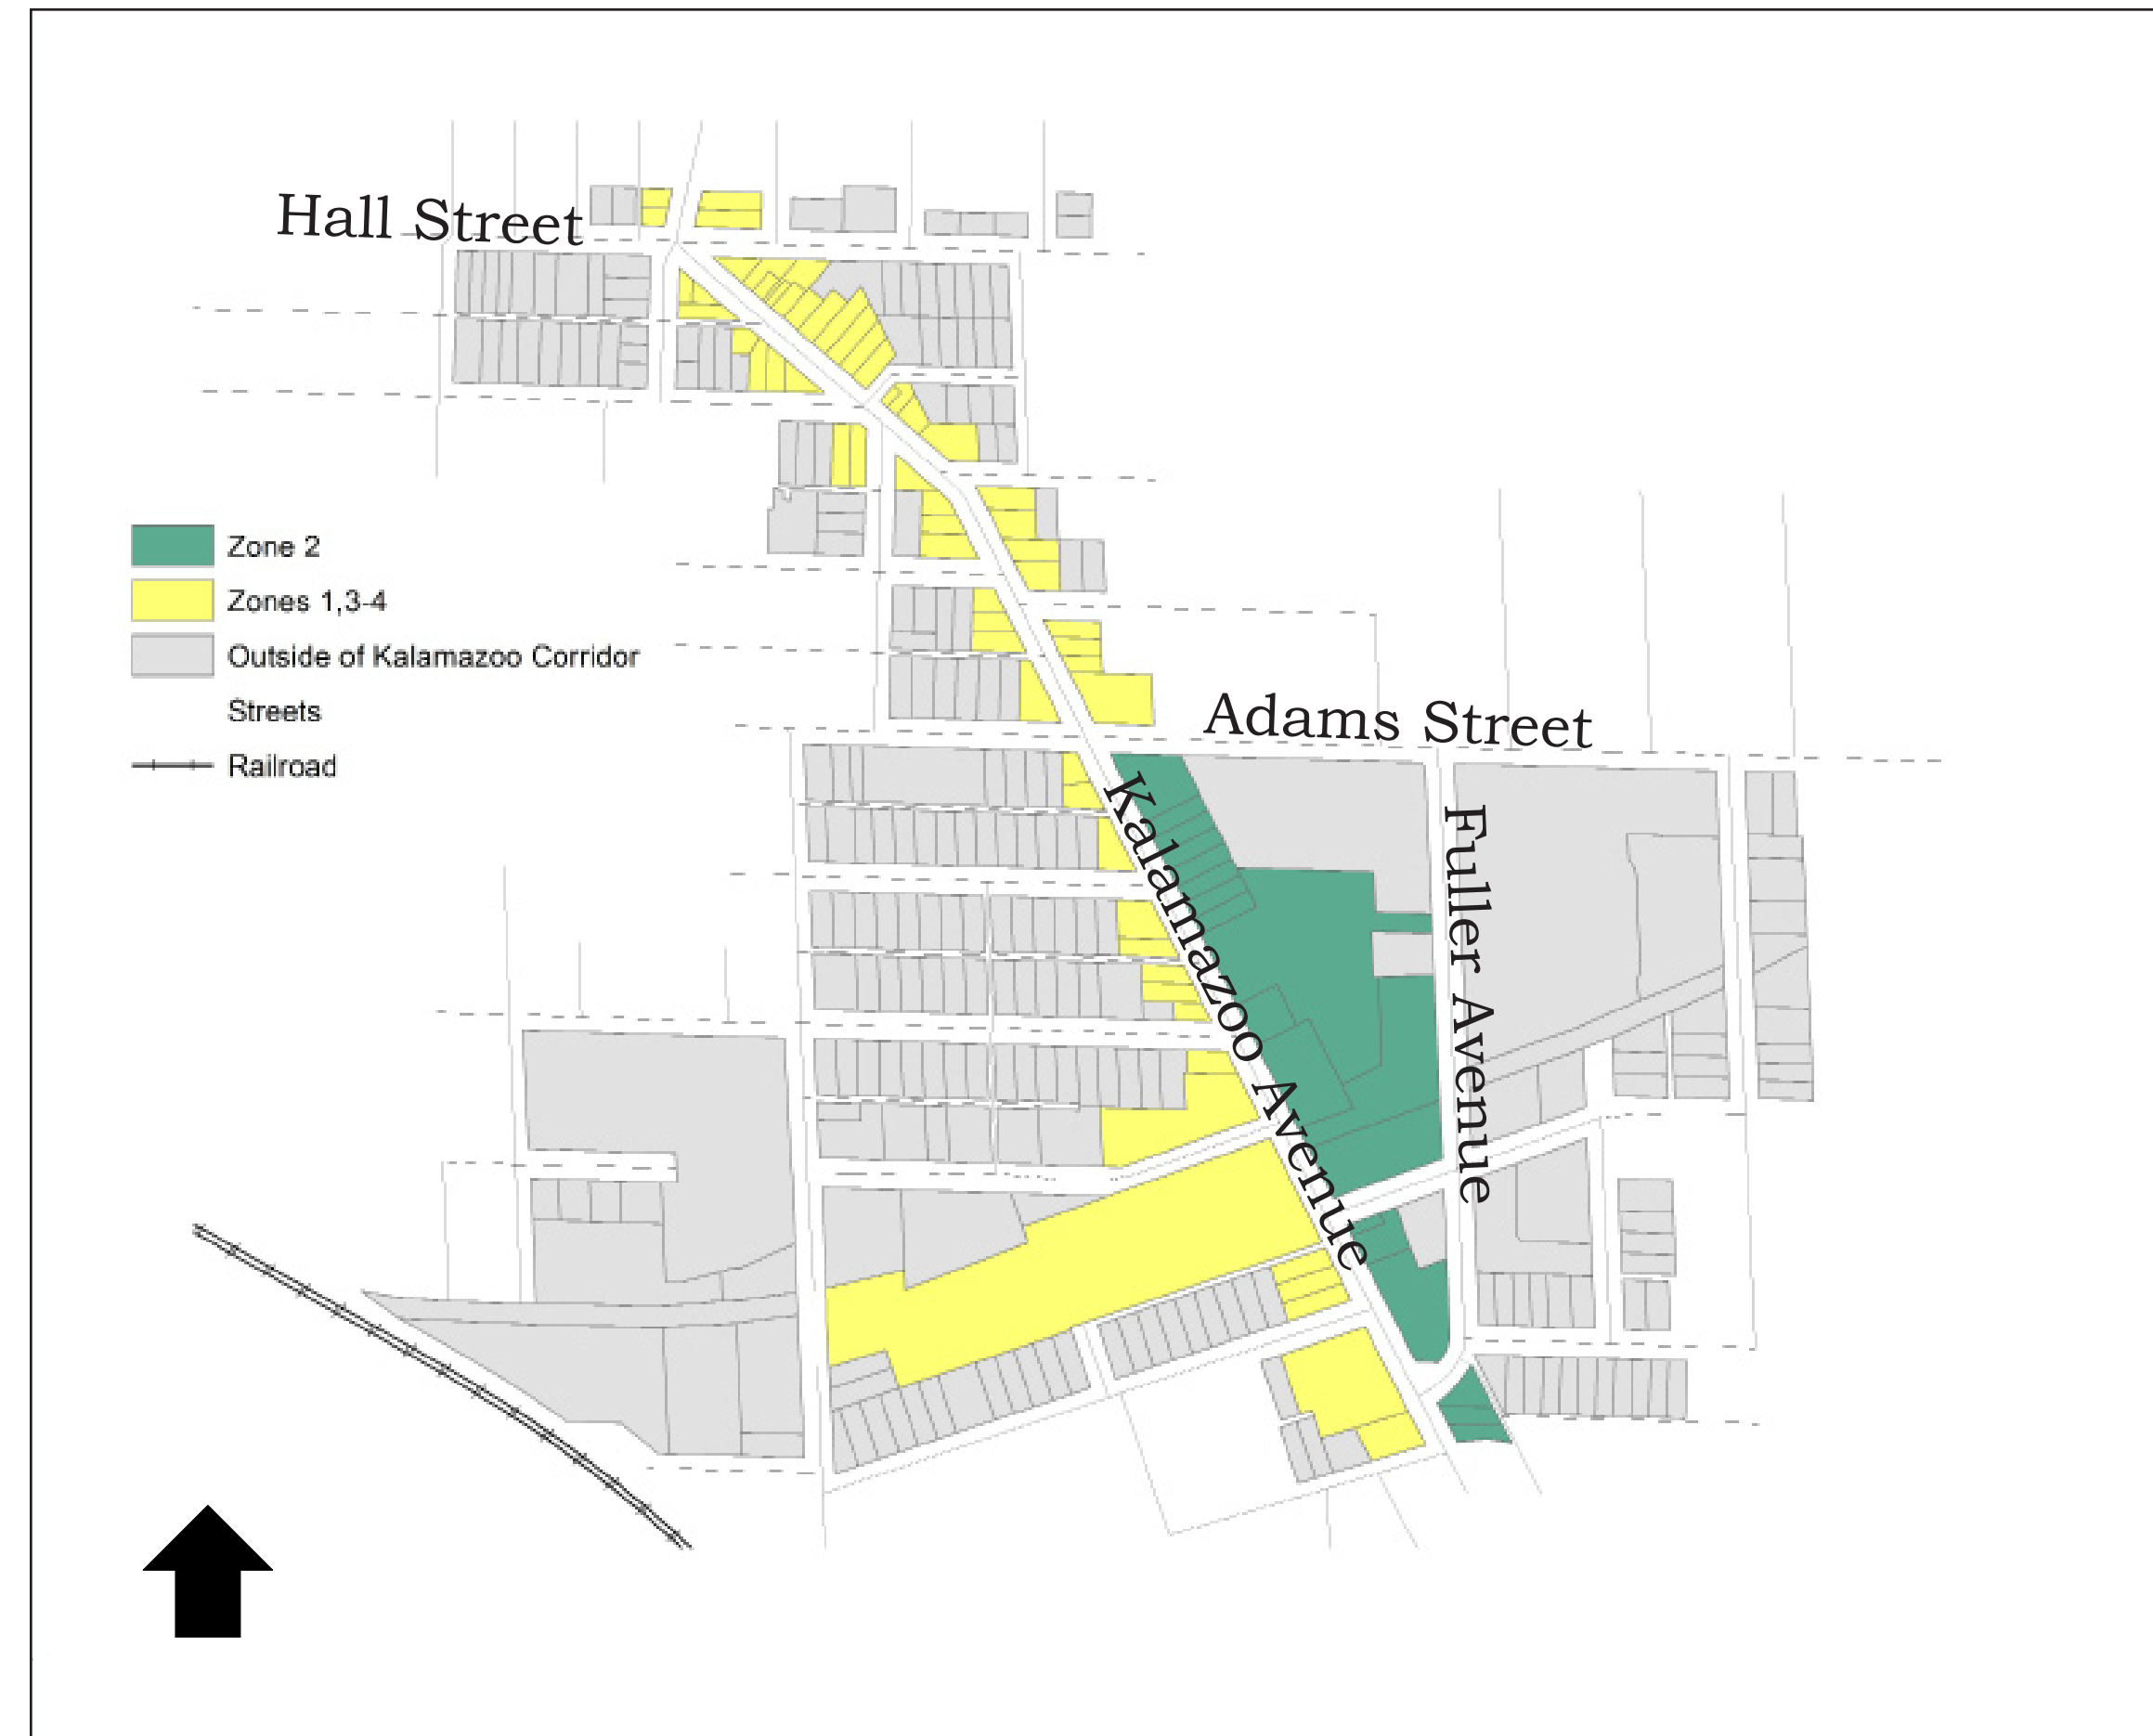 Hall Street
Zone 2
Zones 1,3-4
Outside of Kalamazoo Corridor
Streets
Railroad
Adams Street
Kalamazoo Avenue
Fuller Avenue